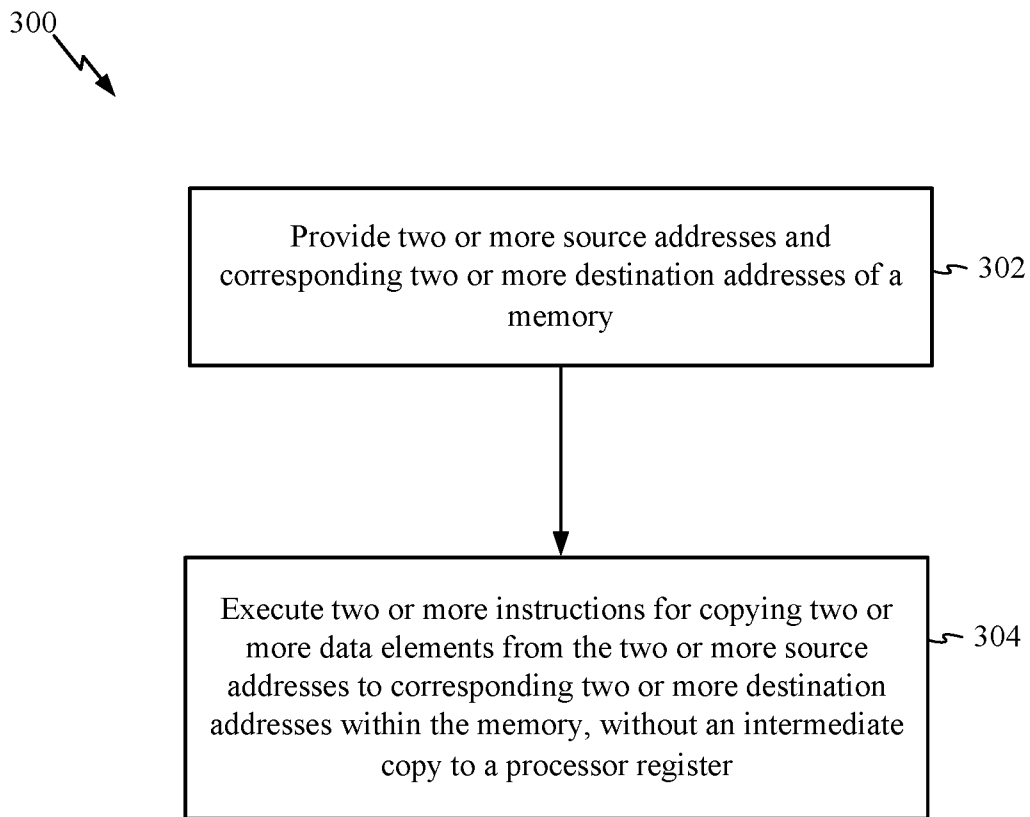 300
Provide two or more source addresses and
corresponding two or more destination addresses of a
memory
302
Execute two or more instructions for copying two or
more data elements from the two or more source
addresses to corresponding two or more destination
addresses within the memory, without an intermediate
copy to a processor register
304